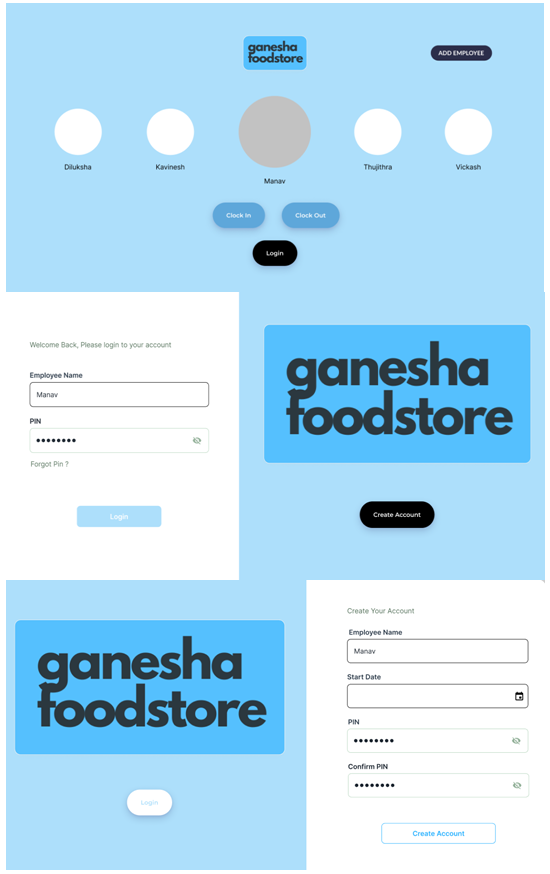 ganesha
foodstore
ADD EMPLOYEE
Diluksha
Kavinesh
Manav
Thujithra
Vickash
Clock In
Clock Out
Login
Welcome Back, Please login to your account
Employee Name
Manav
PIN
Forgot Pin ?
Login
ganesha
foodstore
Create Account
ganesha
foodstore
Login
Create Your Account
Employee Name
Manav
Start Date
PIN
Confirm PIN
Create Account